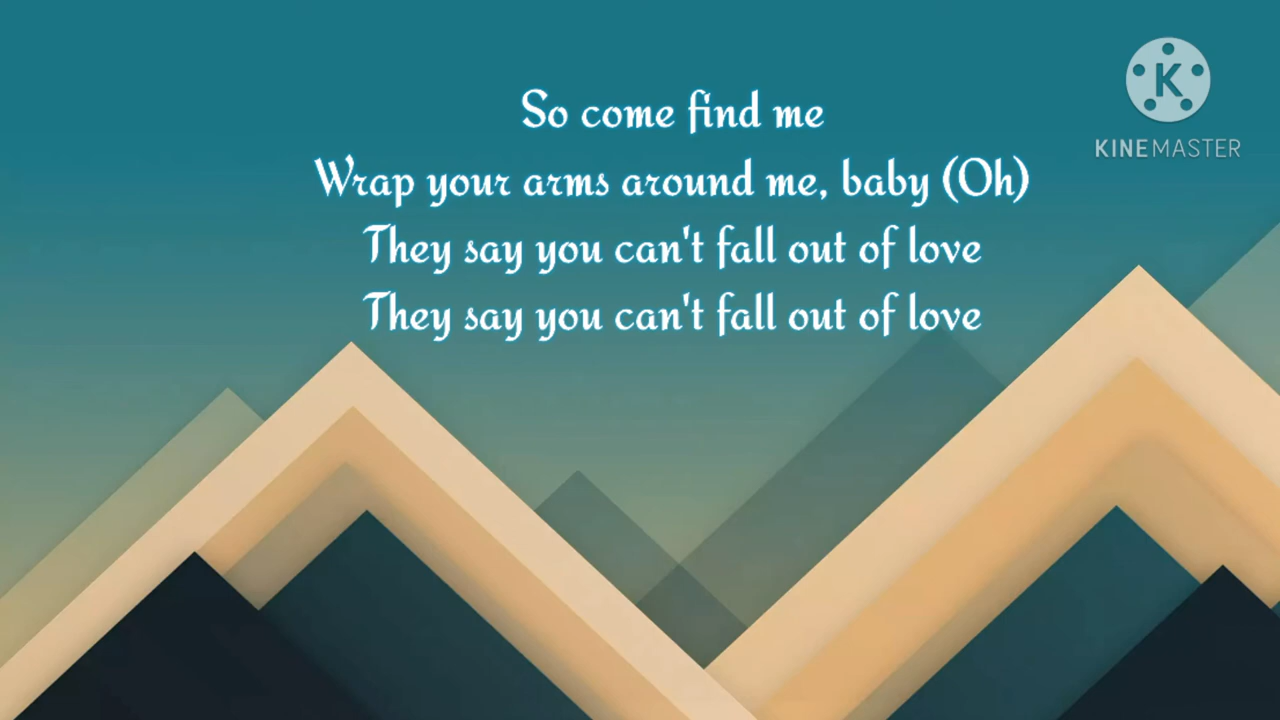 So come find me
Wrap your arms around me, baby (Oh)
They say you can't fall out of love
They say you can't fall out of love
K
KINEMASTER